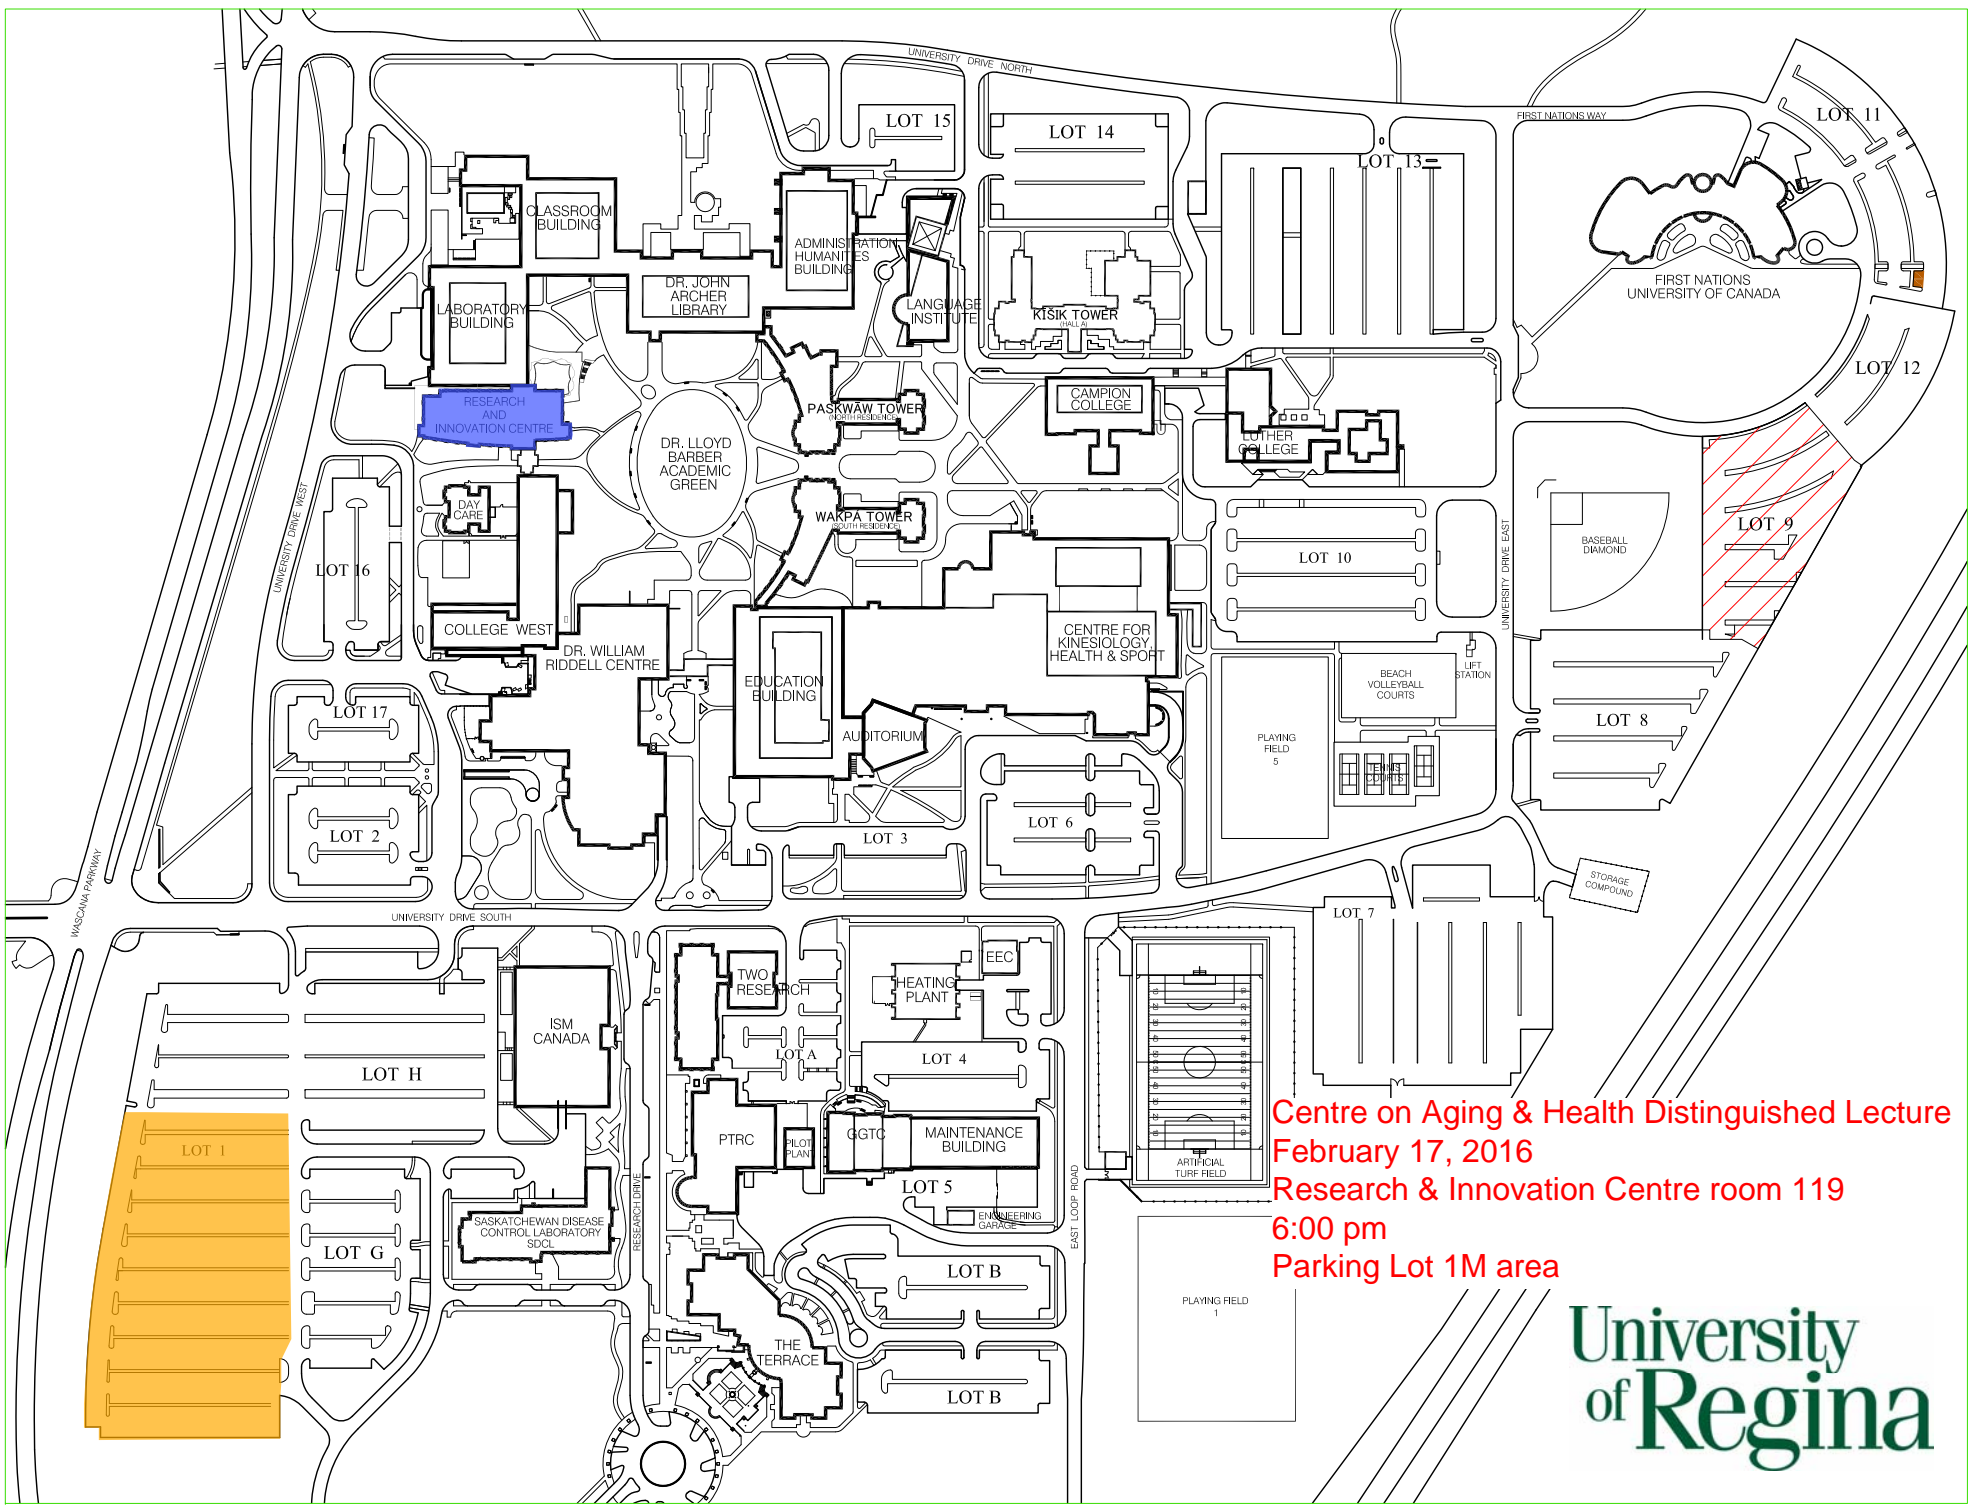 UNIVERSITY DRIVE NORTH
FIRST NATIONS WAY
LOT 11
LOT 15
LOT 14
LOT 13
CLASSROOM
BUILDING
ADMINISTRATION
HUMANITIES
BUILDING
DR. JOHN
ARCHER
LIBRARY
LANGUAGE
INSTITUTE
KĪŠIK TOWER
(HALL A)
FIRST NATIONS
UNIVERSITY OF CANADA
LABORATORY
BUILDING
LOT 12
RESEARCH
AND
INNOVATION CENTRE
PASKWĀW TOWER
(NORTH RESIDENCE)
CAMPION
COLLEGE
LUTHER
COLLEGE
DR. LLOYD
BARBER
ACADEMIC
GREEN
DAY
CARE
WAKPÁ TOWER
(SOUTH RESIDENCE)
UNIVERSITY DRIVE WEST
LOT 16
LOT 10
UNIVERSITY DRIVE EAST
BASEBALL
DIAMOND
LOT 9
COLLEGE WEST
DR. WILLIAM
RIDDELL CENTRE
CENTRE FOR
KINESIOLOGY,
HEALTH & SPORT
EDUCATION
BUILDING
BEACH
VOLLEYBALL
COURTS
LIFT
STATION
LOT 17
AUDITORIUM
PLAYING
FIELD
5
TENNIS
COURTS
LOT 8
LOT 2
LOT 3
LOT 6
WASCANA PARKWAY
STORAGE
COMPOUND
UNIVERSITY DRIVE SOUTH
LOT 7
TWO
RESEARCH
HEATING
PLANT
EEC
ISM
CANADA
LOT A
LOT 4
LOT H
LOT 1
PTRC
PILOT
PLANT
GGTC
MAINTENANCE
BUILDING
ARTIFICIAL
TURF FIELD
LOT 5
ENGINEERING
GARAGE
RESEARCH DRIVE
EAST LOOP ROAD
LOT G
SASKATCHEWAN DISEASE
CONTROL LABORATORY
SDCL
LOT B
THE
TERRACE
LOT B
PLAYING FIELD
1
Centre on Aging & Health Distinguished Lecture
February 17, 2016
Research & Innovation Centre room 119
6:00 pm
Parking Lot 1M area
University
of Regina